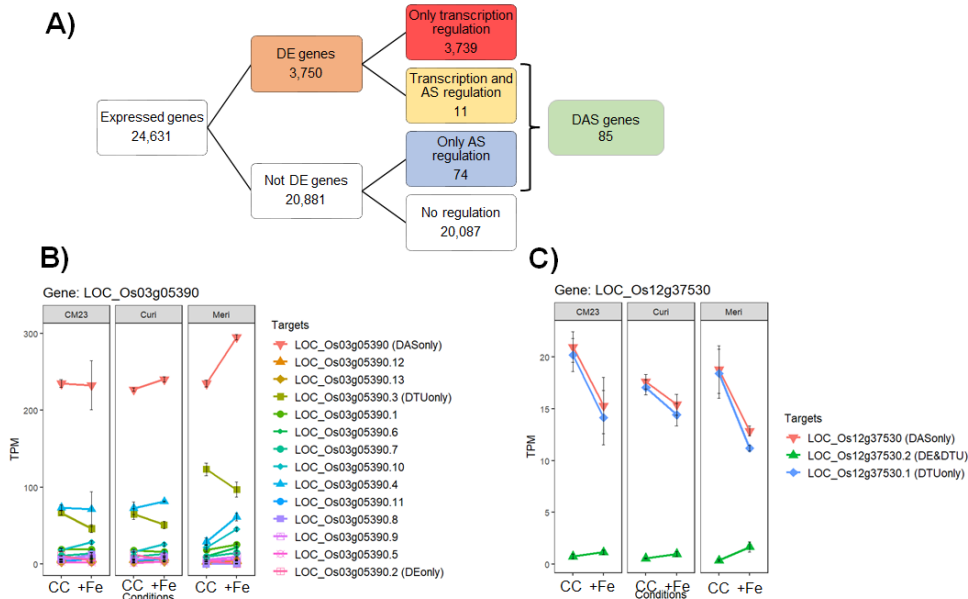 A)
Expressed genes
24,631
DE genes
3,750
Not DE genes
20,881
Only transcription
regulation
3,739
Transcription and
AS regulation
11
Only AS
regulation
74
No regulation
20,087
DAS genes
85
B)
Gene: LOC_Os03g05390
CM23
Curi
Meri
TPM
300
200
100
0
CC +Fe
CC +Fe
CC +Fe
Conditions
Targets
LOC_Os03g05390 (DASonly)
LOC_Os03g05390.12
LOC_Os03g05390.13
LOC_Os03g05390.3 (DTUonly)
LOC_Os03g05390.1
LOC_Os03g05390.6
LOC_Os03g05390.7
LOC_Os03g05390.10
LOC_Os03g05390.4
LOC_Os03g05390.11
LOC_Os03g05390.8
LOC_Os03g05390.9
LOC_Os03g05390.5
LOC_Os03g05390.2 (DEonly)
C)
Gene: LOC_Os12g37530
CM23
Curi
Meri
TPM
20
15
10
5
0
CC +Fe
CC +Fe
CC +Fe
Conditions
Targets
LOC_Os12g37530 (DASonly)
LOC_Os12g37530.2 (DE&DTU)
LOC_Os12g37530.1 (DTUonly)